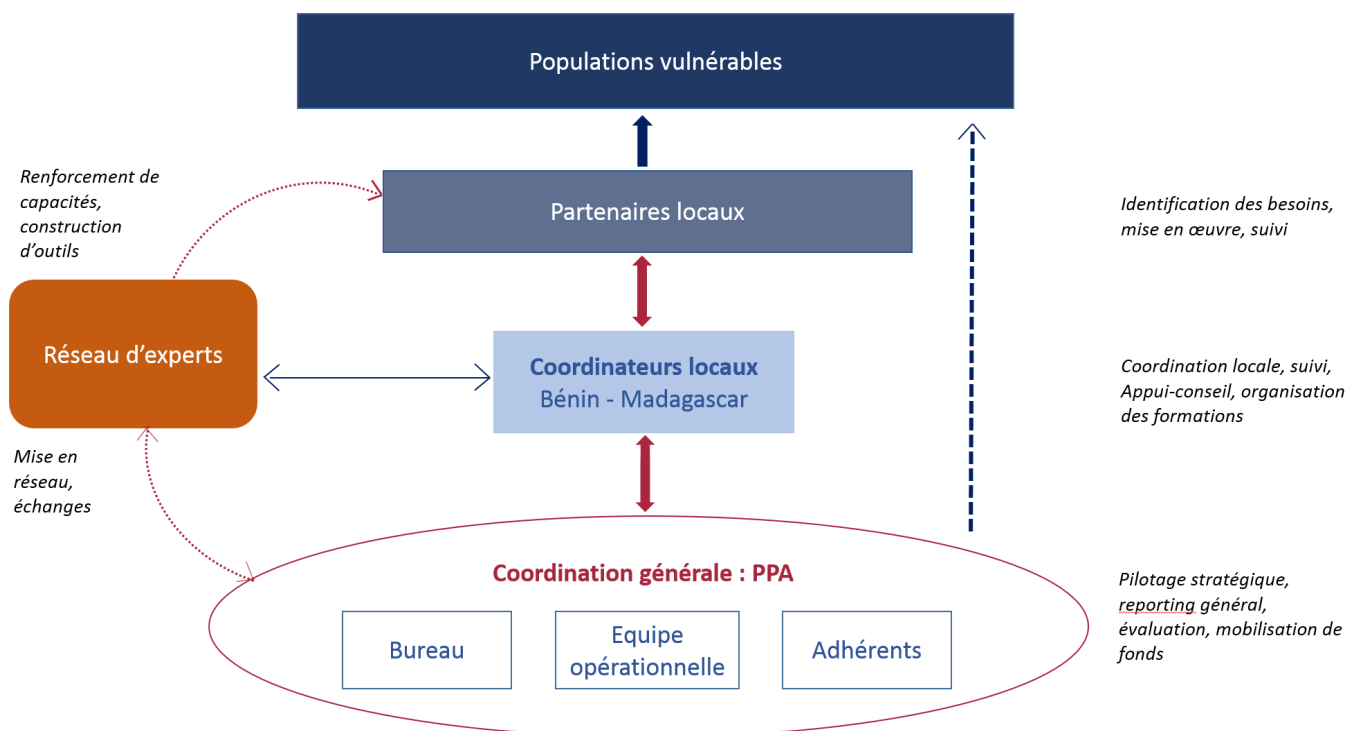 Populations vulnérables
Renforcement de
capacités,
construction
d’outils
Partenaires locaux
Identification des besoins,
mise en œuvre, suivi
Réseau d’experts
Coordinateurs locaux
Bénin - Madagascar
Coordination locale, suivi,
Appui-conseil, organisation
des formations
Mise en
réseau,
échanges
Coordination générale : PPA
Bureau
Equipe
opérationnelle
Adhérents
Pilotage stratégique,
reporting général,
évaluation, mobilisation de
fonds